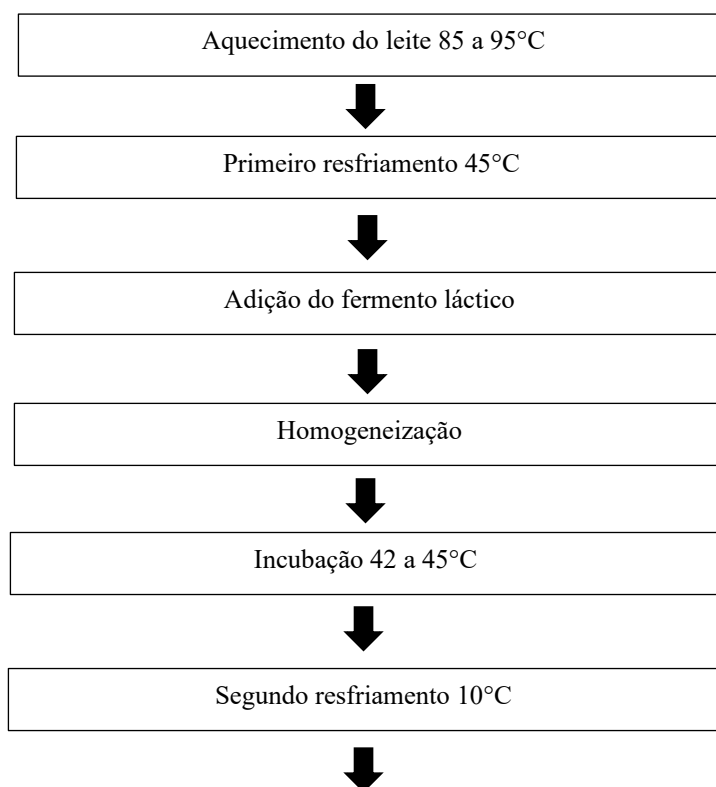 Aquecimento do leite 85 a 95°C
Primeiro resfriamento 45°C
Adição do fermento láctico
Homogeneização
Incubação 42 a 45°C
Segundo resfriamento 10°C